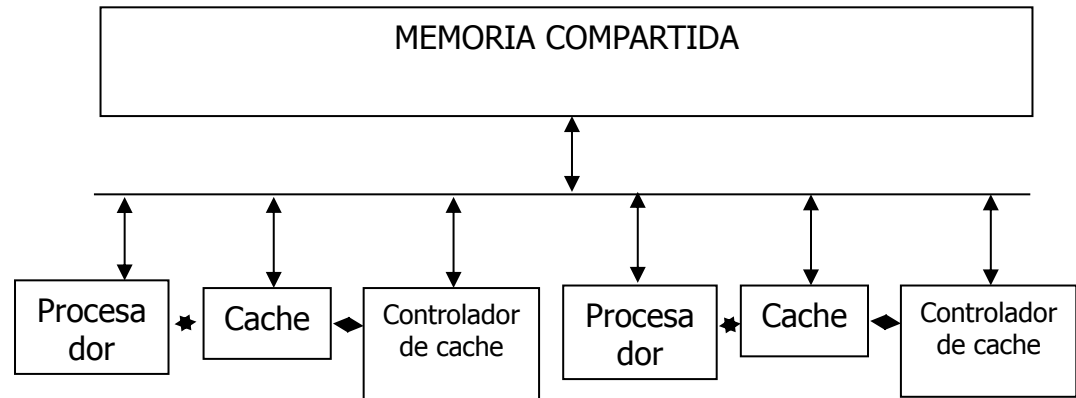 MEMORIA COMPARTIDA
Procesa
dor
Cache
Controlador
de cache
Procesa
dor
Cache
Controlador
de cache